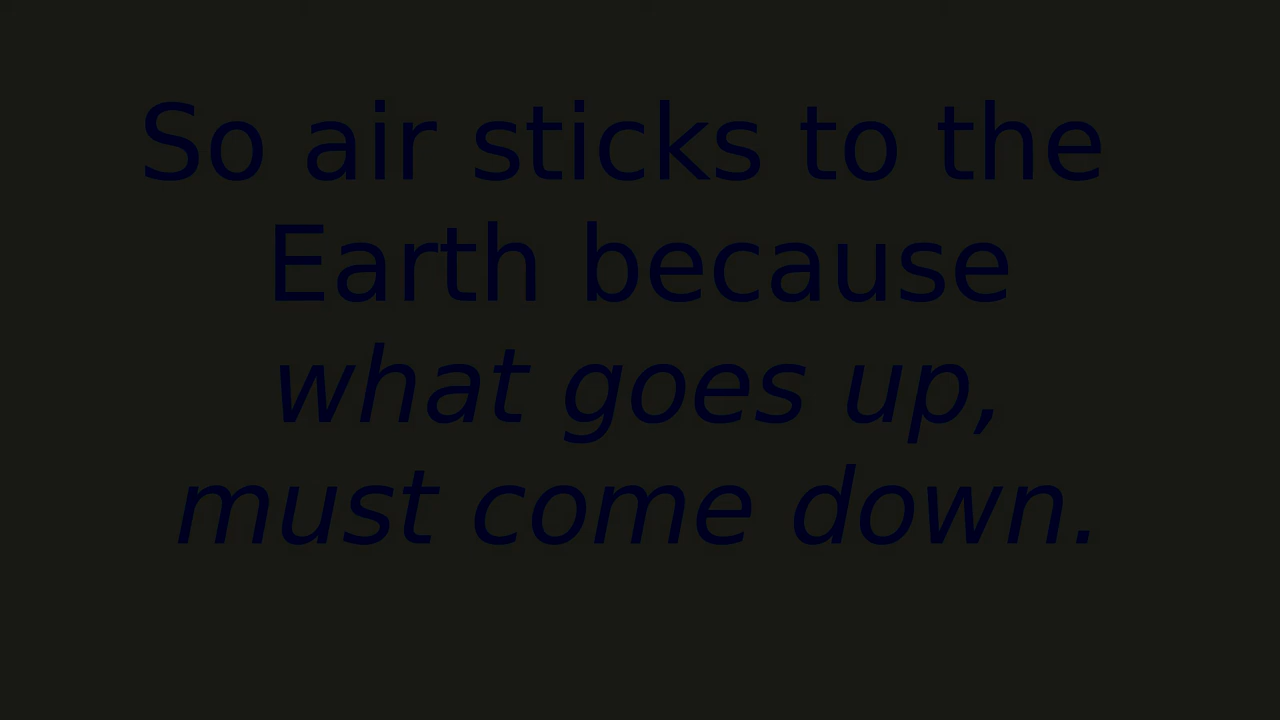 So air sticks to the
Earth because
what goes up,
must come down.